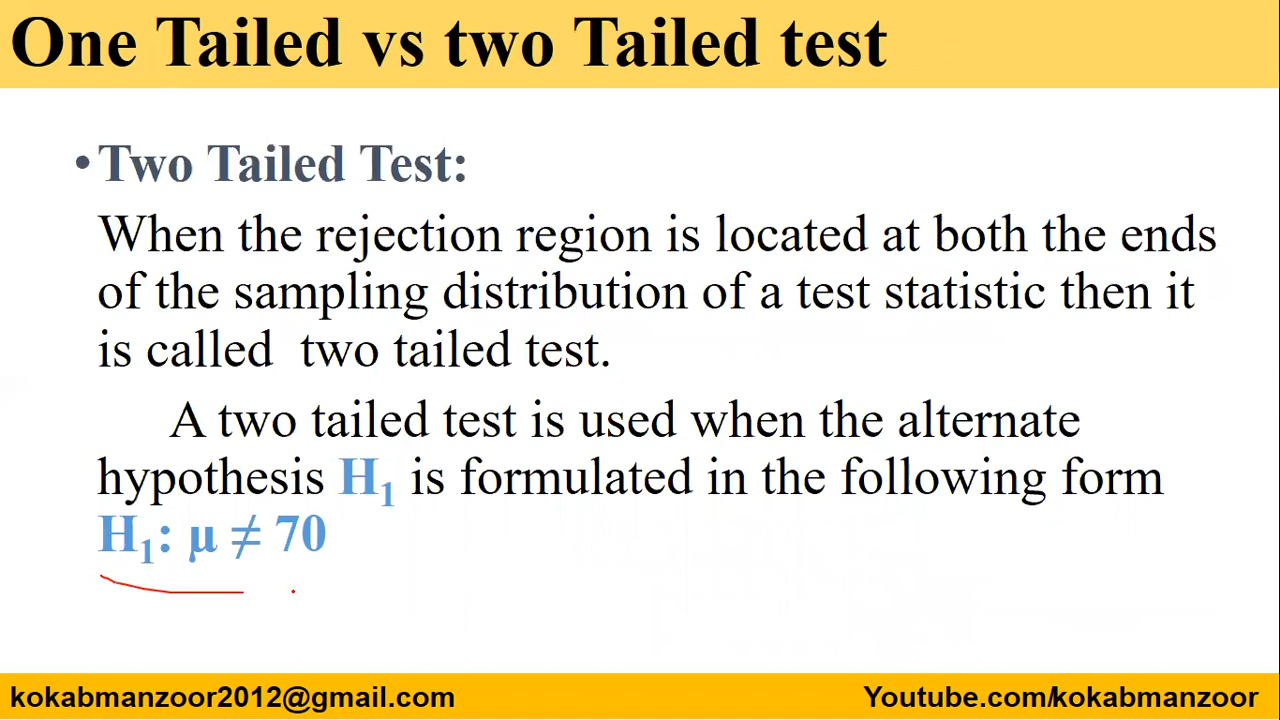 One Tailed vs two Tailed test
•Two Tailed Test:
When the rejection region is located at both the ends
of the sampling distribution of a test statistic then it
is called two tailed test.
A two tailed test is used when the alternate
hypothesis H₁ is formulated in the following form
H₁: µ ≠ 70
kokabmanzoor2012@gmail.com
Youtube.com/kokabmanzoor